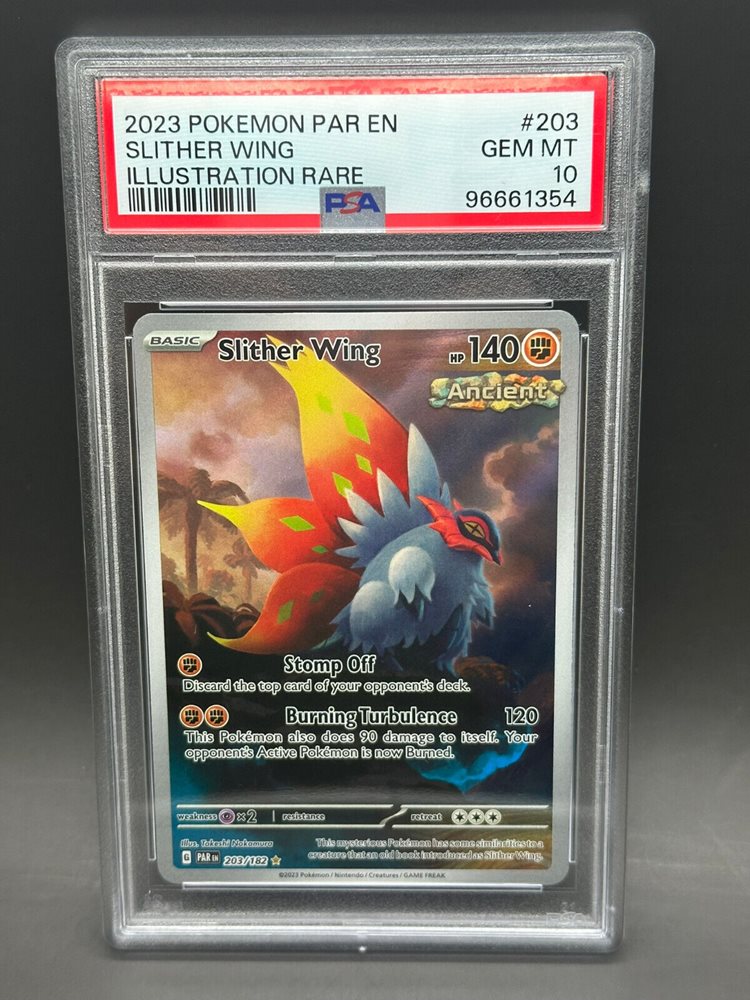 2023 POKEMON PAR EN #203
SLITHER WING GEM MT
ILLUSTRATION RARE 10
PSA 96661354
BASIC Slither Wing HP 140
Ancient
Stomp Off
Discard the top card of your opponent's deck.
Burning Turbulence 120
This Pokémon also does 90 damage to itself. Your
opponent's Active Pokémon is now Burned.
weakness ×2 resistance retreat
Illus. Takeshi Nakamura
This mysterious Pokémon has some similarities to a
creature that an old book introduced as Slither Wing.
G PAR EN 203/182
©2023 Pokémon / Nintendo / Creatures / GAME FREAK